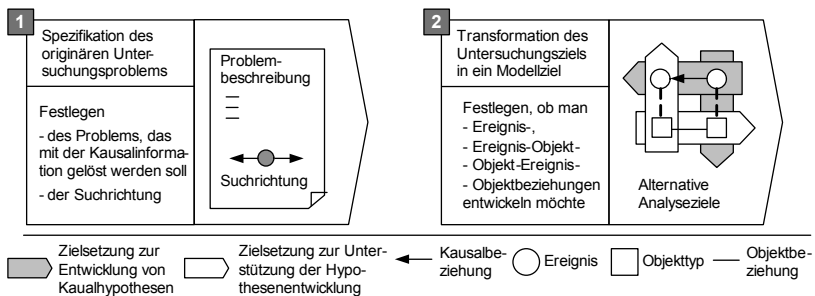 1
Spezifikation des
originären Unter-
suchungsproblems
Festlegen
- des Problems, das
mit der Kausalinforma-
tion gelöst werden soll
- der Suchrichtung
Problem-
beschreibung
Suchrichtung
2
Transformation des
Untersuchungsziels
in ein Modellziel
Festlegen, ob man
- Ereignis-,
- Ereignis-Objekt-
- Objekt-Ereignis-
- Objektbeziehungen
entwickeln möchte
Alternative
Analyseziele
Zielsetzung zur
Entwicklung von
Kaualhypothesen
Zielsetzung zur Unter-
stützung der Hypo-
thesenentwicklung
Kausalbe-
ziehung
Ereignis
Objekttyp
Objektbe-
ziehung